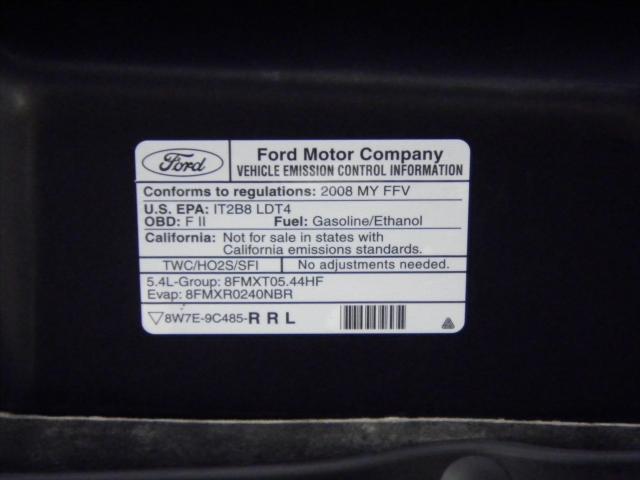 Ford
Ford Motor Company
VEHICLE EMISSION CONTROL INFORMATION
Conforms to regulations: 2008 MY FFV
U.S. EPA: IT2B8 LDT4
OBD: F II Fuel: Gasoline/Ethanol
California: Not for sale in states with
California emissions standards.
TWC/HO2S/SFI No adjustments needed.
5.4L-Group: 8FMXT05.44HF
Evap: 8FMXR0240NBR
8W7E-9C485-R R L